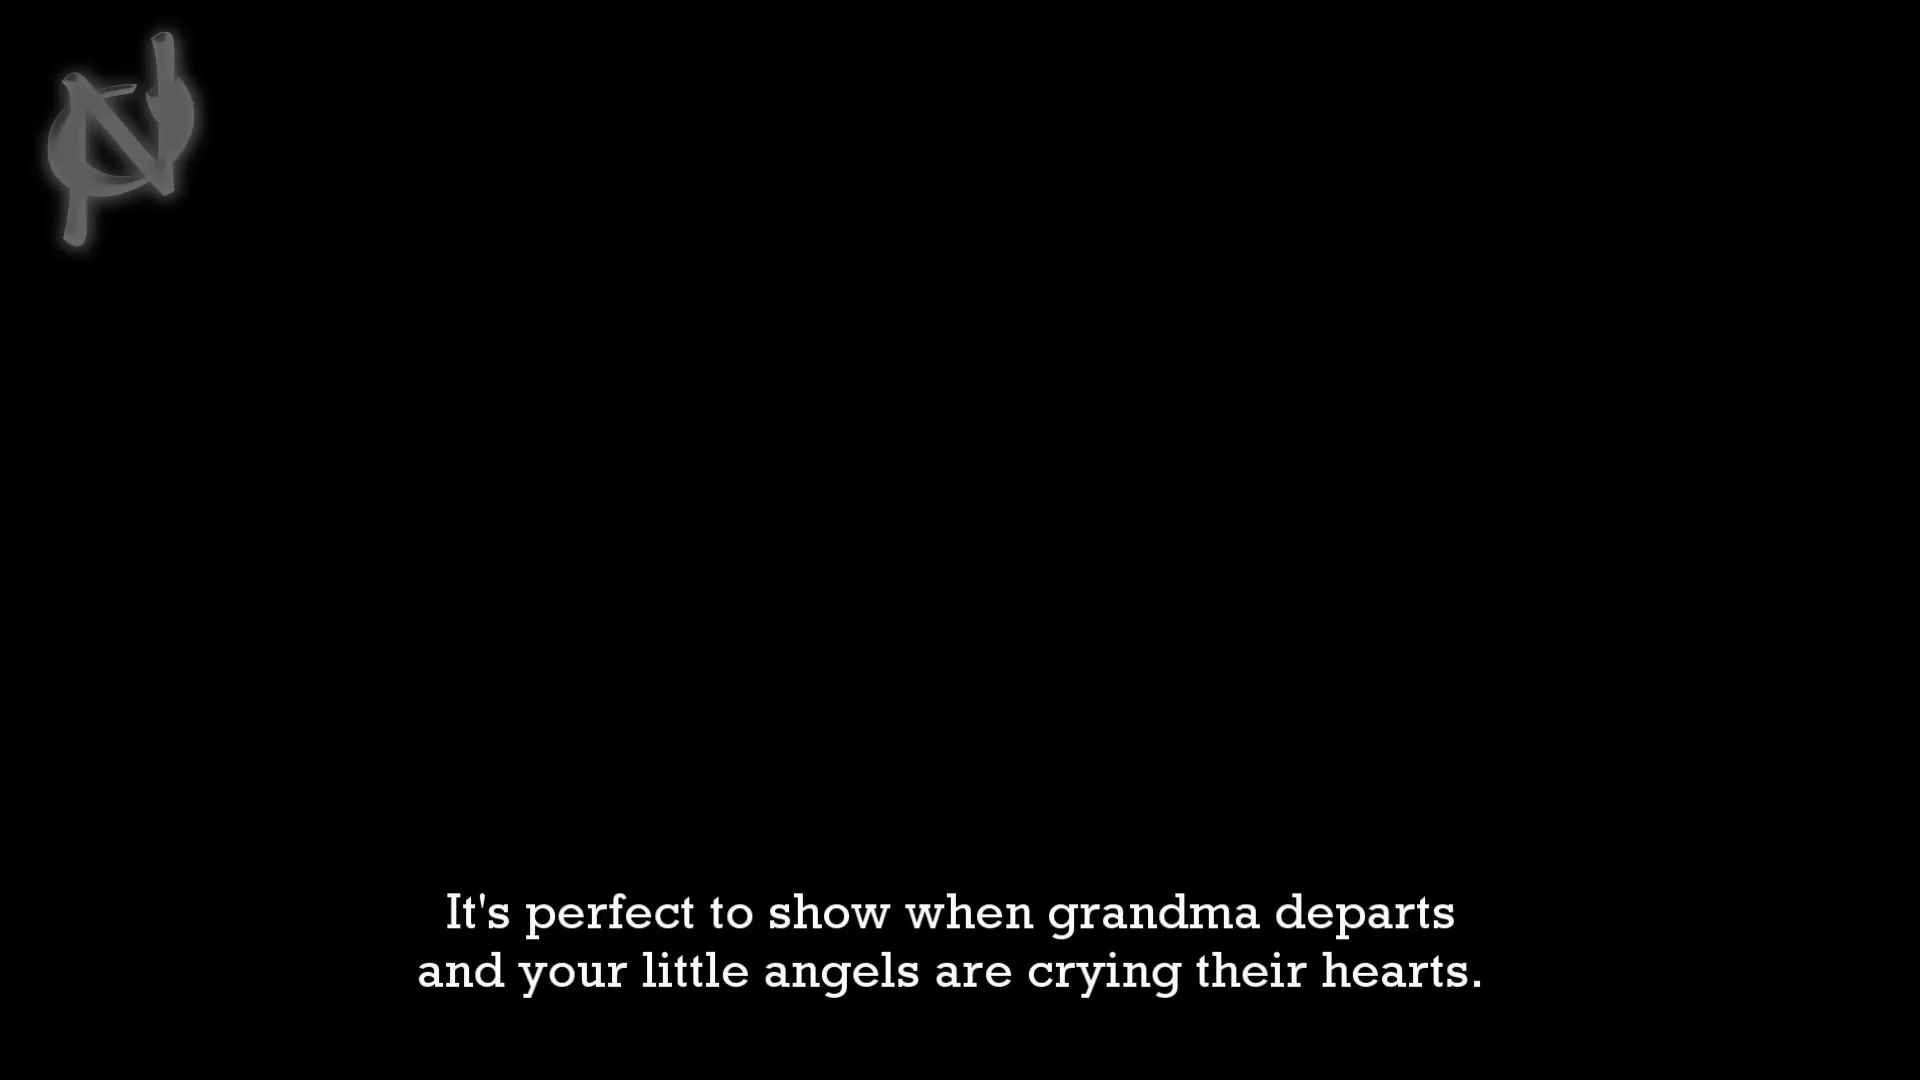 It's perfect to show when grandma departs
and your little angels are crying their hearts.